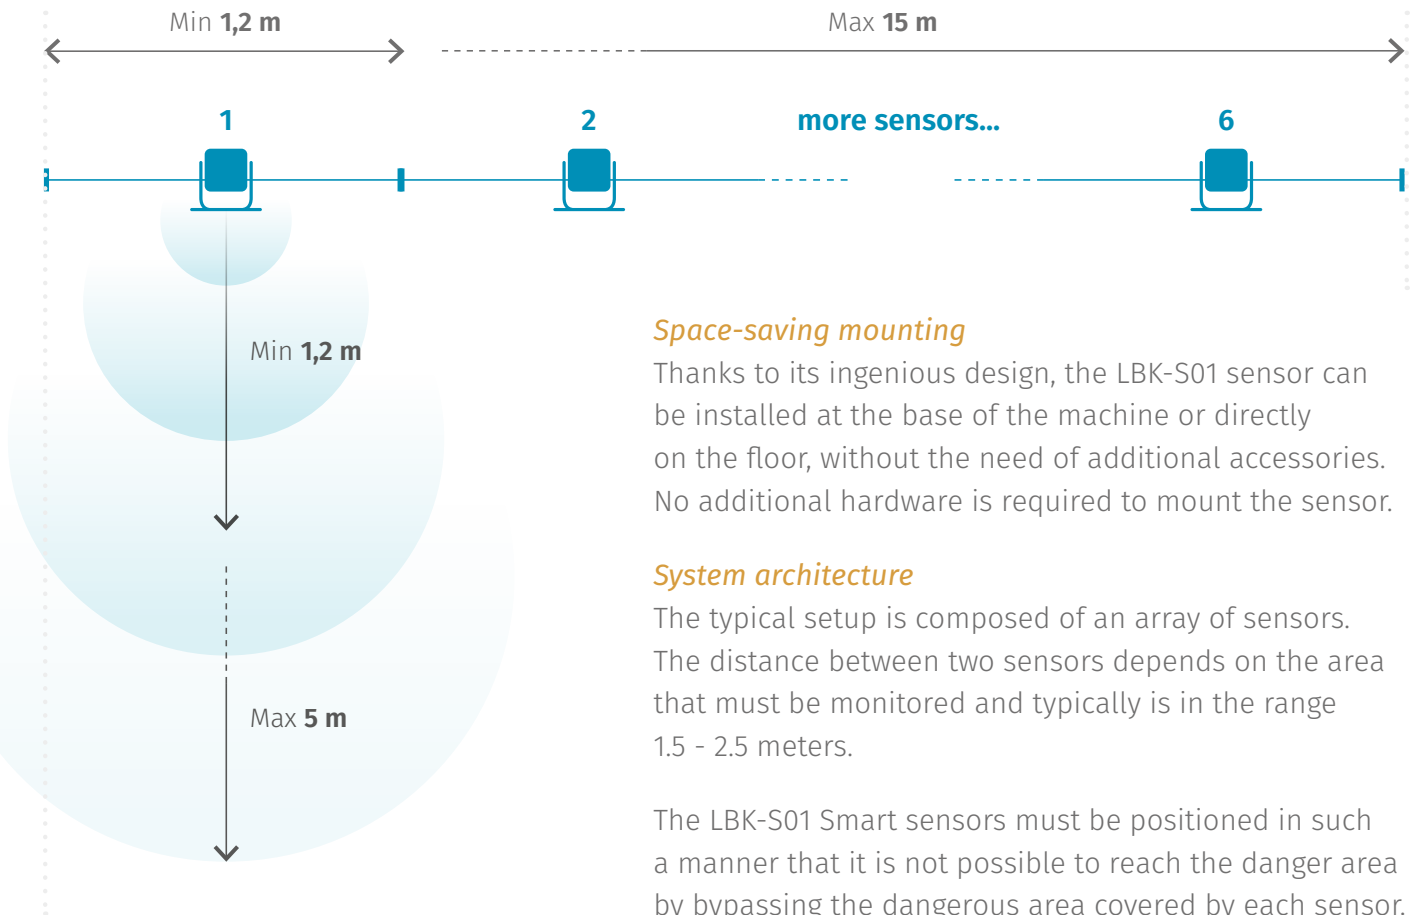 Min 1,2 m
Max 15 m
1
2
more sensors...
6
Min 1,2 m
Max 5 m
Space-saving mounting
Thanks to its ingenious design, the LBK-S01 sensor can
be installed at the base of the machine or directly
on the floor, without the need of additional accessories.
No additional hardware is required to mount the sensor.
System architecture
The typical setup is composed of an array of sensors.
The distance between two sensors depends on the area
that must be monitored and typically is in the range
1.5 - 2.5 meters.
The LBK-S01 Smart sensors must be positioned in such
a manner that it is not possible to reach the danger area
by bypassing the dangerous area covered by each sensor.